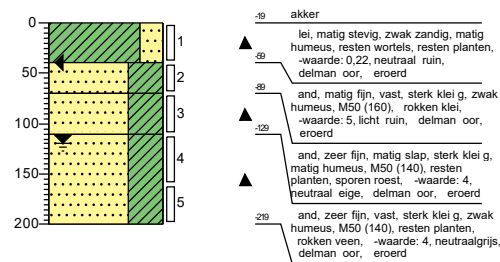 0
50
100
150
200
1
2
3
4
5
-19 akker
lei, matig stevig, zwak zandig, matig
humeus, resten wortels, resten planten,
-waarde: 0,22, neutraal ruin,
-59 delman oor, eroerd
-89 and, matig fijn, vast, sterk klei g, zwak
humeus, M50 (160), rokken klei,
-waarde: 5, licht ruin, delman oor,
-129 eroerd
and, zeer fijn, matig slap, sterk klei g,
matig humeus, M50 (140), resten
planten, sporen roest, -waarde: 4,
neutraal eige, delman oor, eroerd
-219 and, zeer fijn, vast, sterk klei g, zwak
humeus, M50 (140), resten planten,
rokken veen, -waarde: 4, neutraalgrijs,
delman oor, eroerd